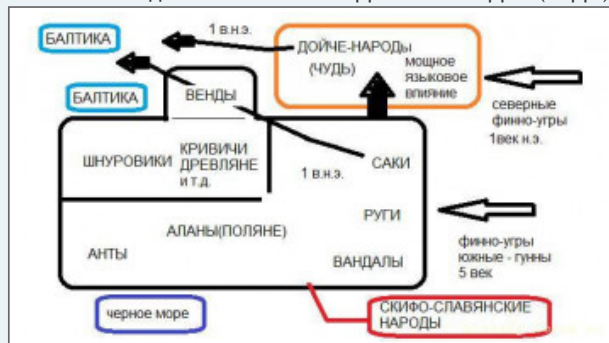 1 в.н.э.
БАЛТИКА
ДОЙЧЕ-НАРОДЫ
(ЧУДЬ)
мощное
языковое
влияние
БАЛТИКА
ВЕНДЫ
северные
финно-угры
1век н.э.
ШНУРОВИКИ
КРИВИЧИ
ДРЕВЛЯНЕ
и т.д.
1 в.н.э.
САКИ
РУГИ
АЛАНЫ(ПОЛЯНЕ)
АНТЫ
ВАНДАЛЫ
финно-угры
южные - гунны
5 век
черное море
СКИФО-СЛАВЯНСКИЕ
НАРОДЫ